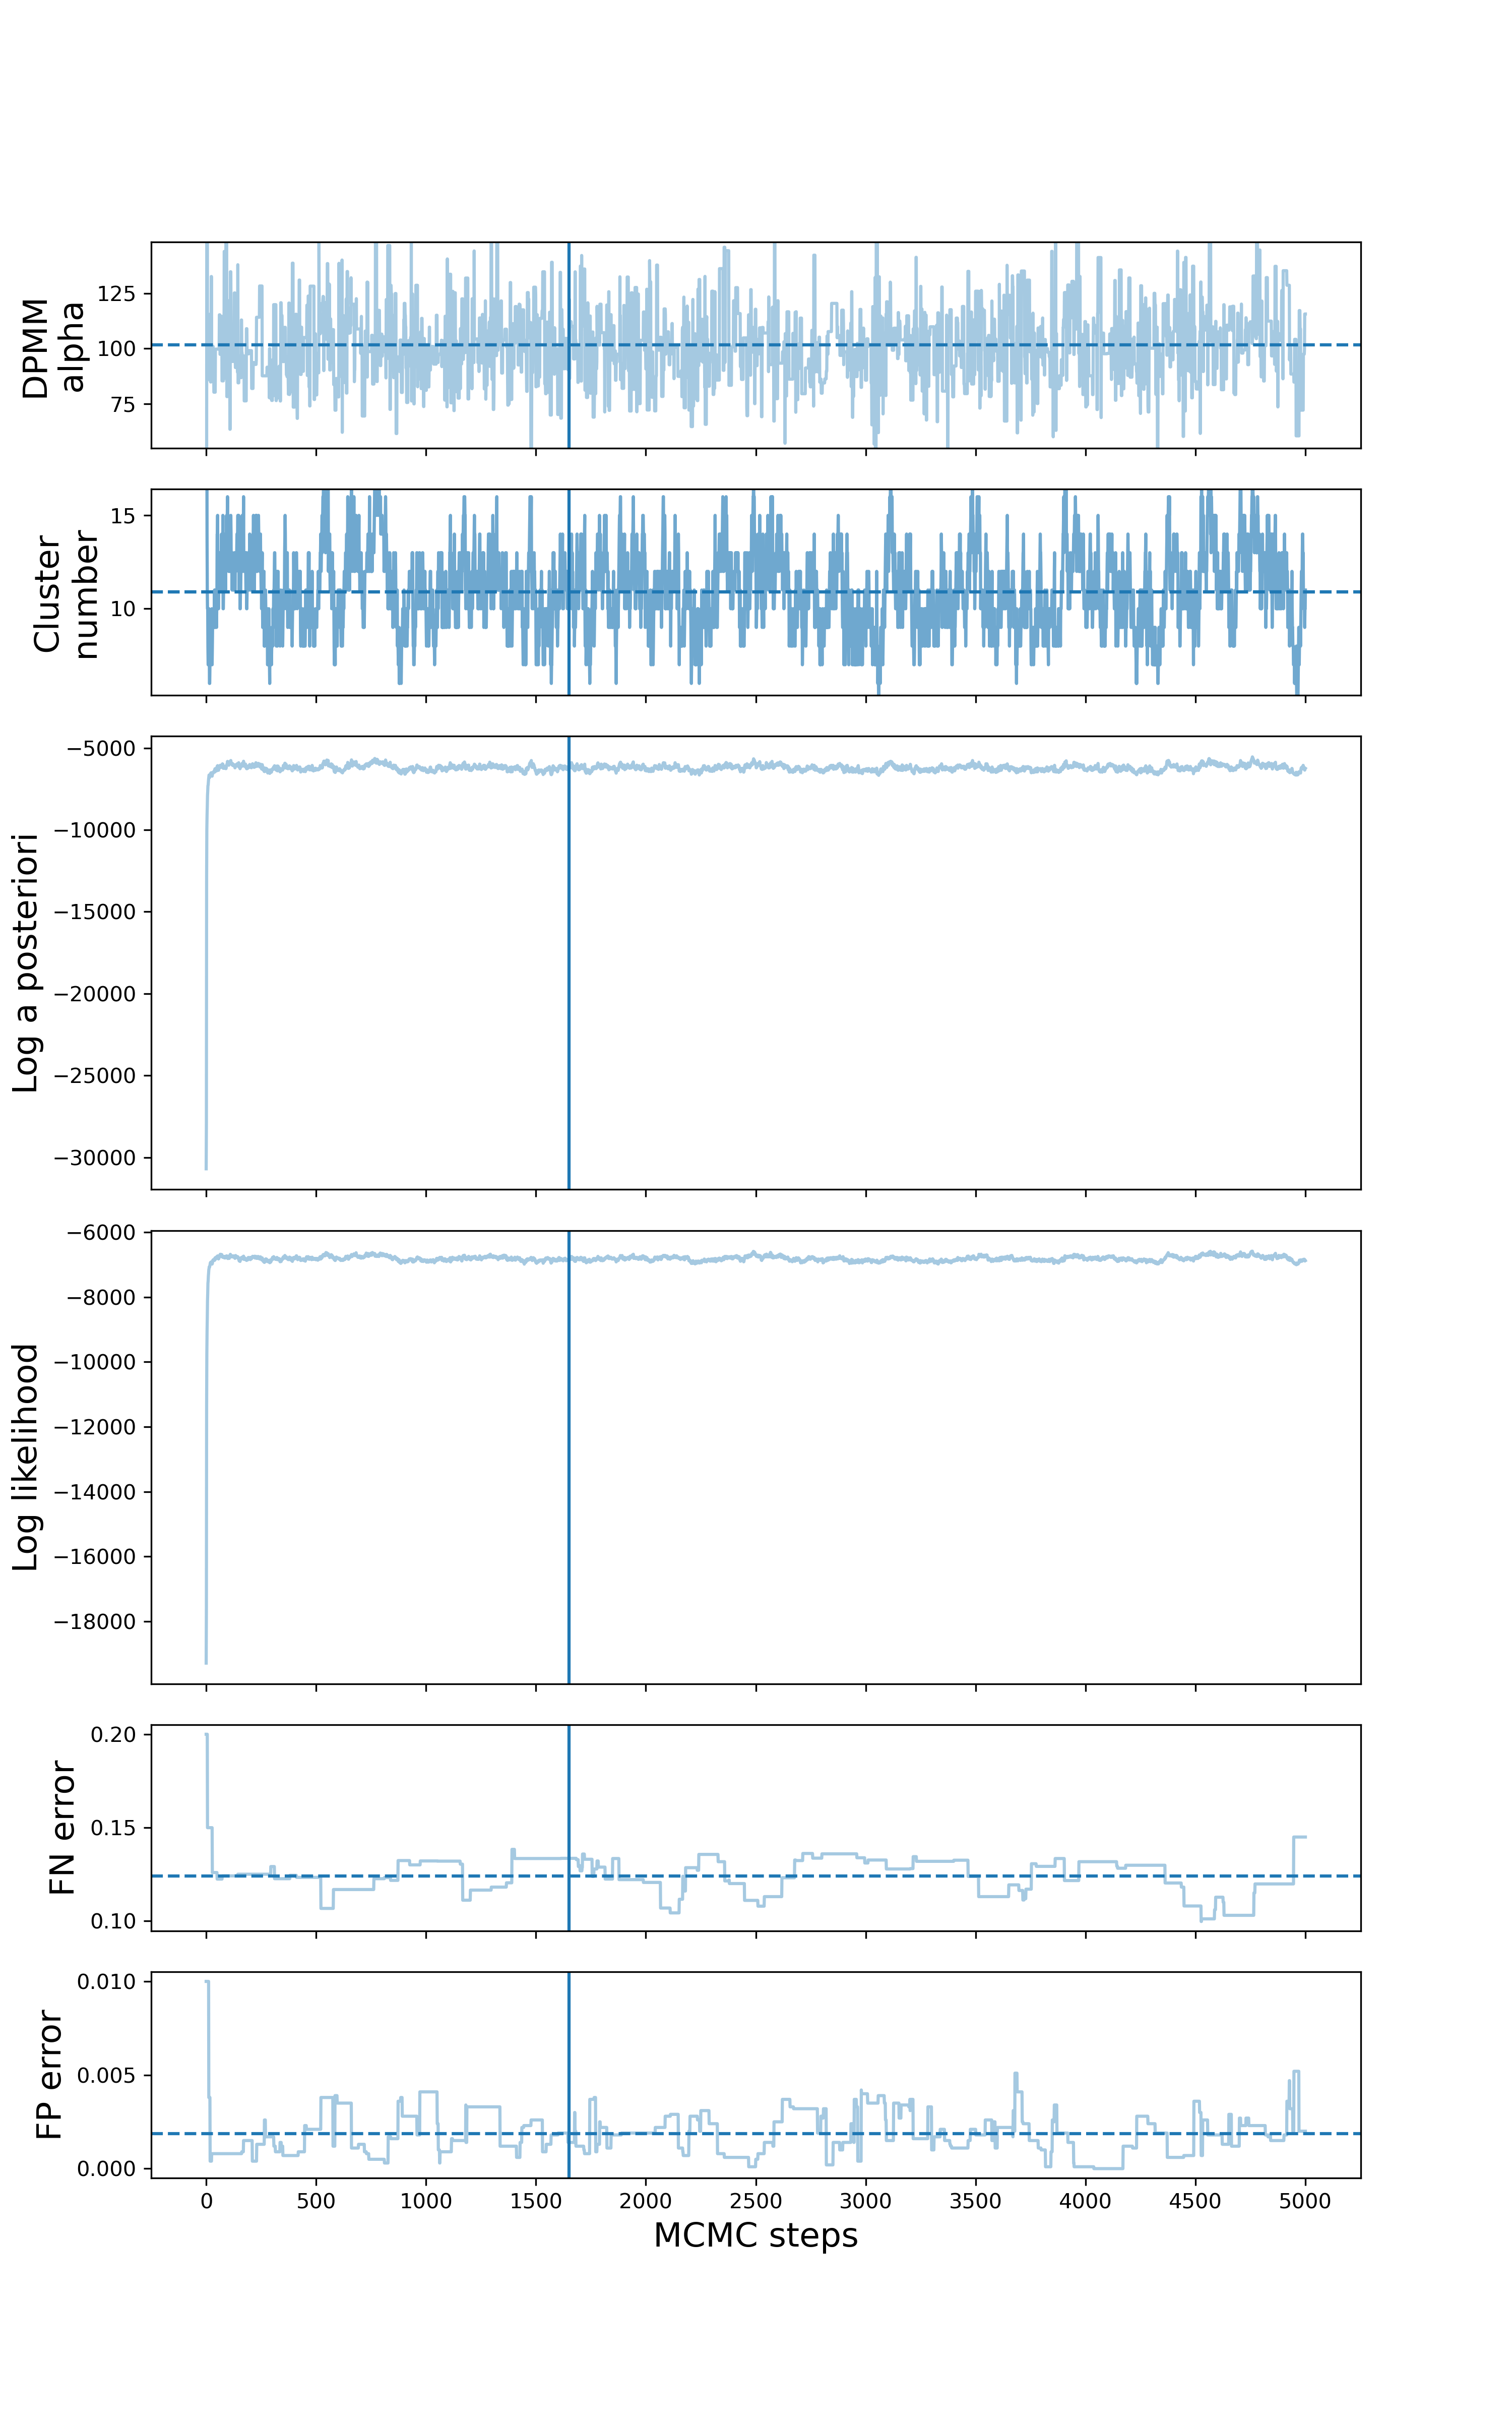 DPMM
alpha
125
100
75
Cluster
number
15
10
Log a posteriori
−5000
−10000
−15000
−20000
−25000
−30000
Log likelihood
−6000
−8000
−10000
−12000
−14000
−16000
−18000
FN error
0.20
0.15
0.10
FP error
0.010
0.005
0.000
0 500 1000 1500 2000 2500 3000 3500 4000 4500 5000
MCMC steps